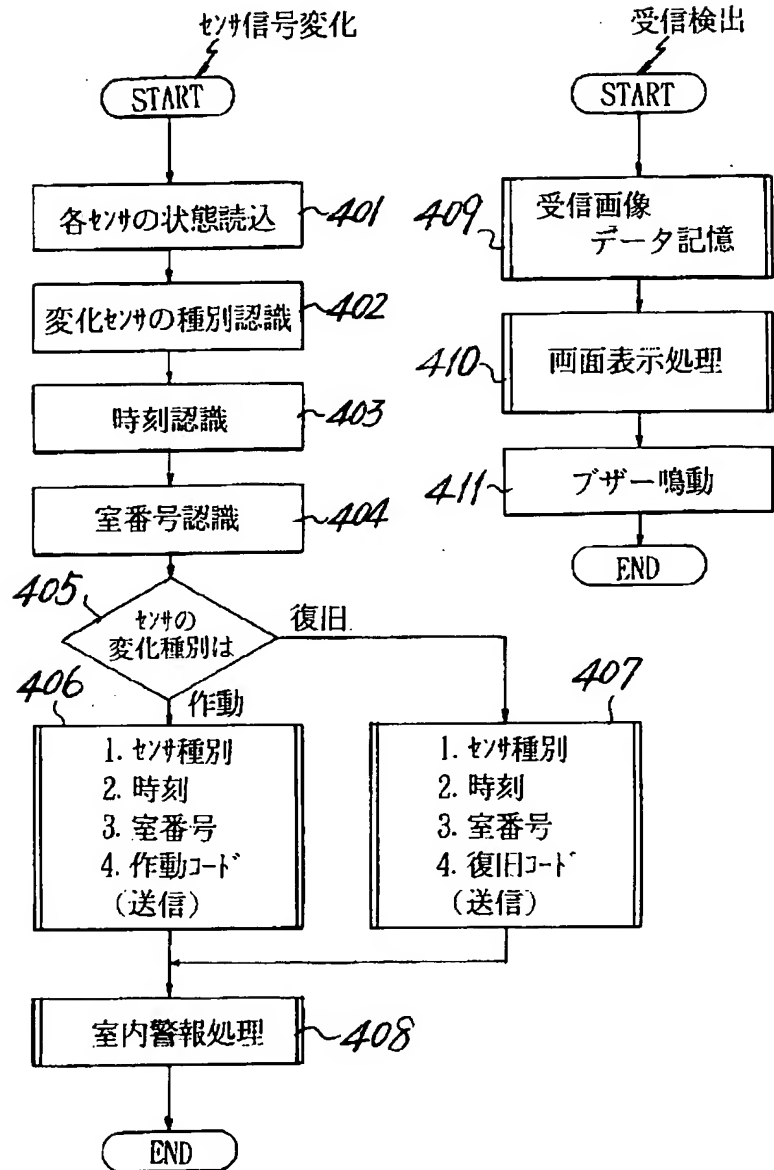 センサ信号変化
START
各センサの状態読込
401
変化センサの種別認識
402
時刻認識
403
室番号認識
404
405
センサの
変化種別は
復旧
作動
406
1. センサ種別
2. 時刻
3. 室番号
4. 作動コード
(送信)
407
1. センサ種別
2. 時刻
3. 室番号
4. 復旧コード
(送信)
室内警報処理
408
END
受信検出
START
409
受信画像
データ記憶
410
画面表示処理
411
ブザー鳴動
END